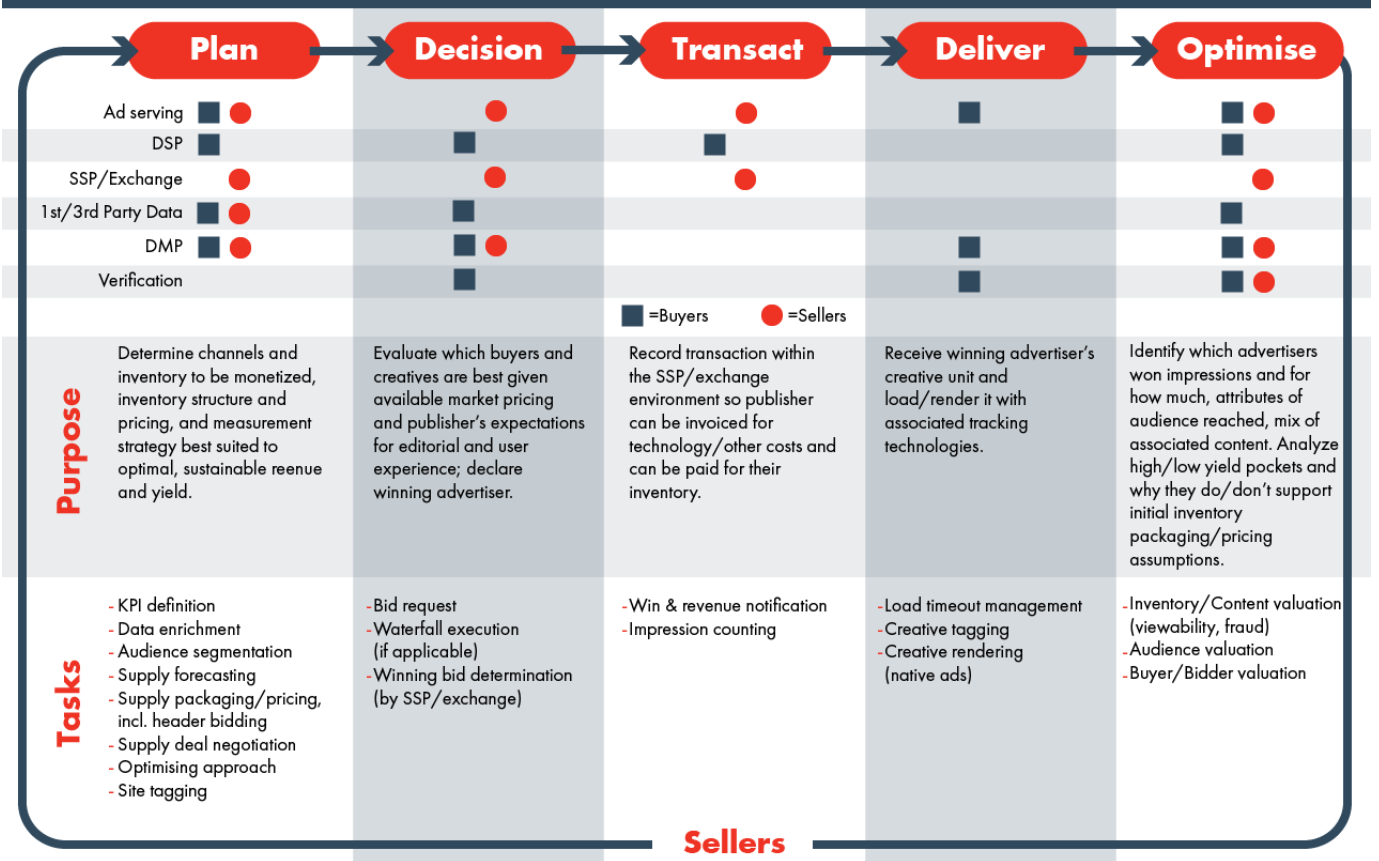 Plan
Decision
Transact
Deliver
Optimise
Ad serving
DSP
SSP/Exchange
1st/3rd Party Data
DMP
Verification
=Buyers
=Sellers
Purpose
Determine channels and
inventory to be monetized,
inventory structure and
pricing, and measurement
strategy best suited to
optimal, sustainable reenue
and yield.
Evaluate which buyers and
creatives are best given
available market pricing
and publisher's expectations
for editorial and user
experience; declare
winning advertiser.
Record transaction within
the SSP/exchange
environment so publisher
can be invoiced for
technology/other costs and
can be paid for their
inventory.
Receive winning advertiser's
creative unit and
load/render it with
associated tracking
technologies.
Identify which advertisers
won impressions and for
how much, attributes of
audience reached, mix of
associated content. Analyze
high/low yield pockets and
why they do/don't support
initial inventory
packaging/pricing
assumptions.
Tasks
- KPI definition
- Data enrichment
- Audience segmentation
- Supply forecasting
- Supply packaging/pricing,
incl. header bidding
- Supply deal negotiation
- Optimising approach
- Site tagging
-Bid request
-Waterfall execution
(if applicable)
-Winning bid determination
(by SSP/exchange)
-Win & revenue notification
-Impression counting
-Load timeout management
-Creative tagging
-Creative rendering
(native ads)
-Inventory/Content valuation
(viewability, fraud)
-Audience valuation
-Buyer/Bidder valuation
Sellers